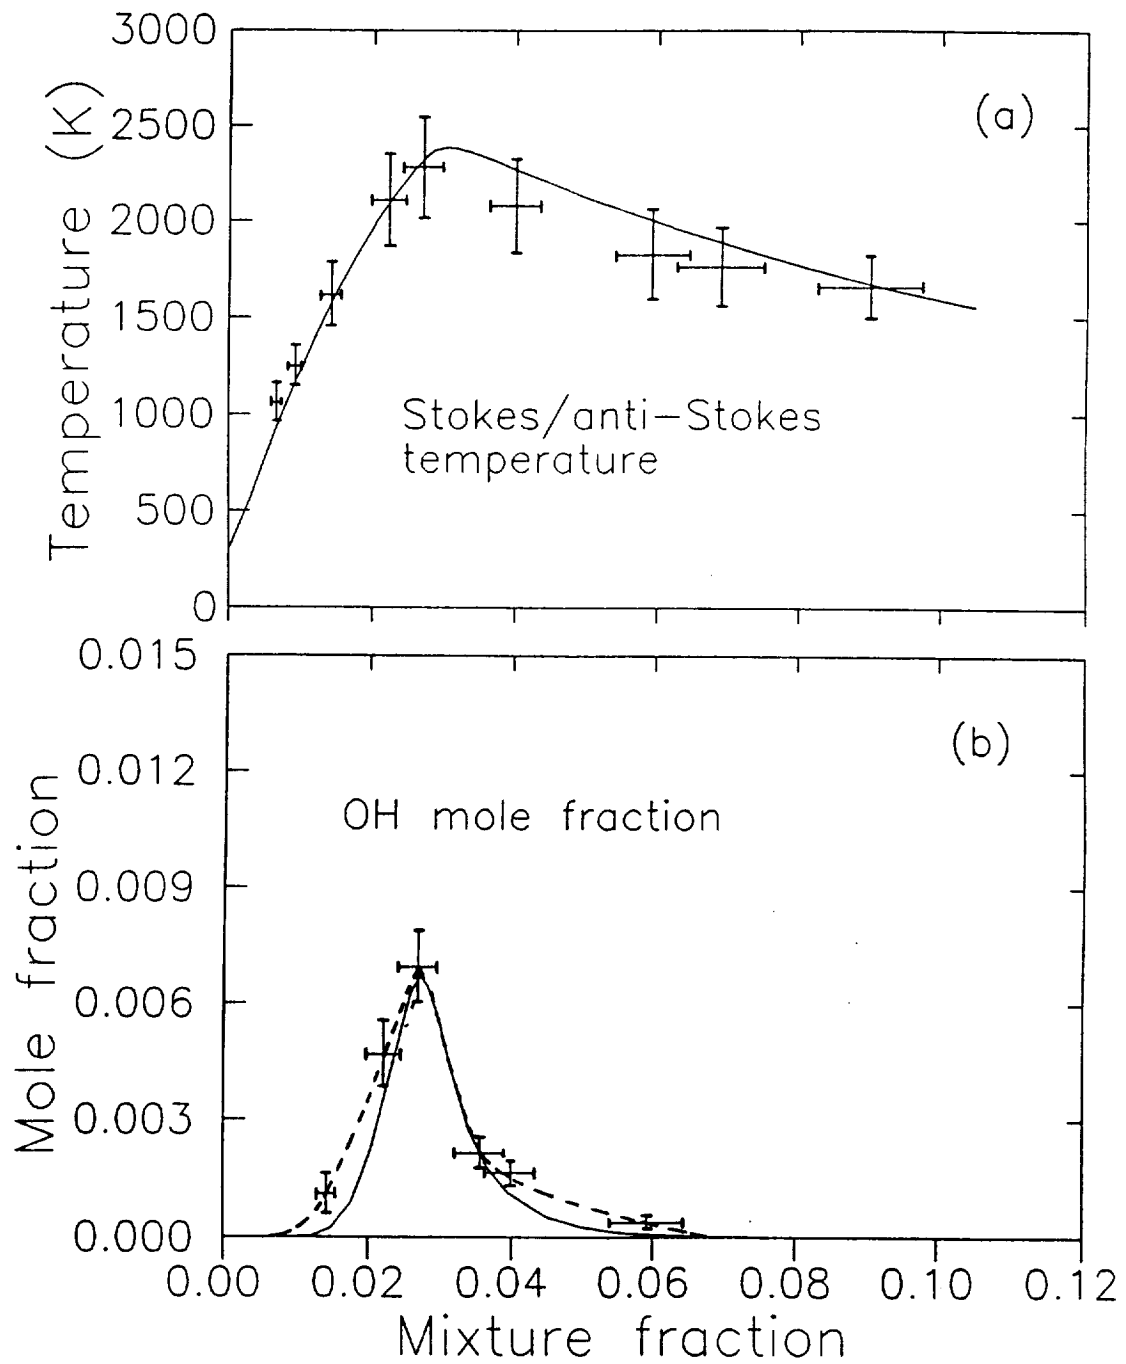 3000
(a)
2500
2000
1500
1000
500
0
Temperature (K)
Stokes/anti-Stokes
temperature
0.015
(b)
0.012
OH mole fraction
0.009
0.006
0.003
0.000
Mole fraction
0.00 0.02 0.04 0.06 0.08 0.10 0.12
Mixture fraction